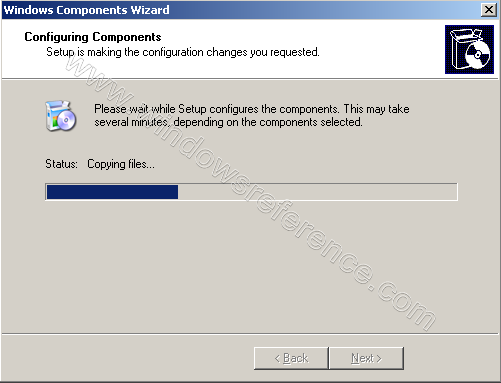 Windows Components Wizard
Configuring Components
Setup is making the configuration changes you requested.
Please wait while Setup configures the components. This may take
several minutes, depending on the components selected.
Status: Copying files...
< Back Next >
www.windowsreference.com